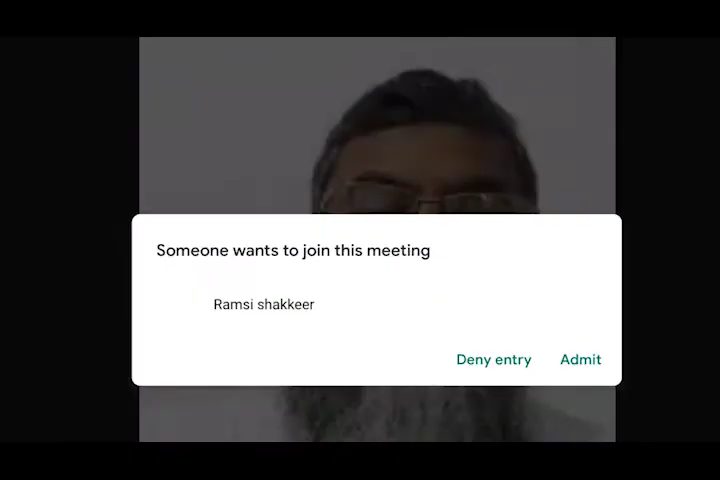 Someone wants to join this meeting
Ramsi shakkeer
Deny entry Admit